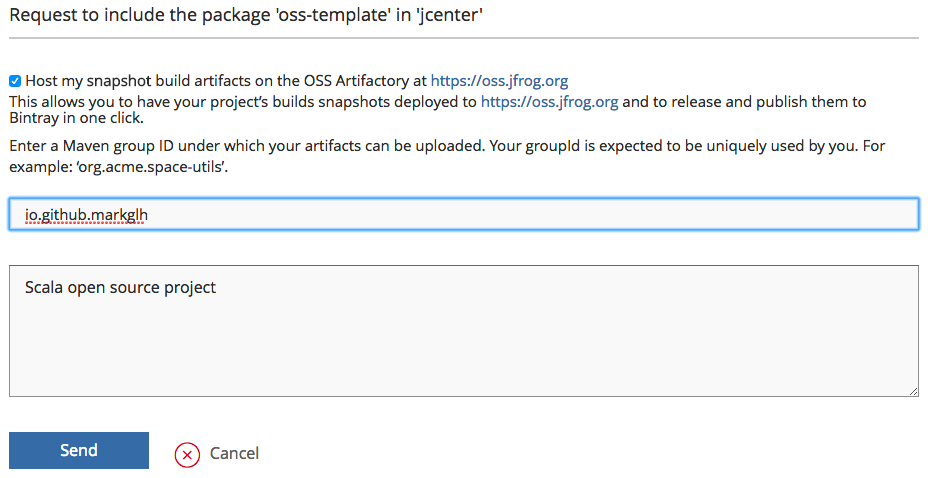 Request to include the package 'oss-template' in 'jcenter'
Host my snapshot build artifacts on the OSS Artifactory at https://oss.jfrog.org
This allows you to have your project’s builds snapshots deployed to https://oss.jfrog.org and to release and publish them to
Bintray in one click.
Enter a Maven group ID under which your artifacts can be uploaded. Your groupId is expected to be uniquely used by you. For
example: ‘org.acme.space-utils’.
io.github.markglh
Scala open source project
Send
Cancel